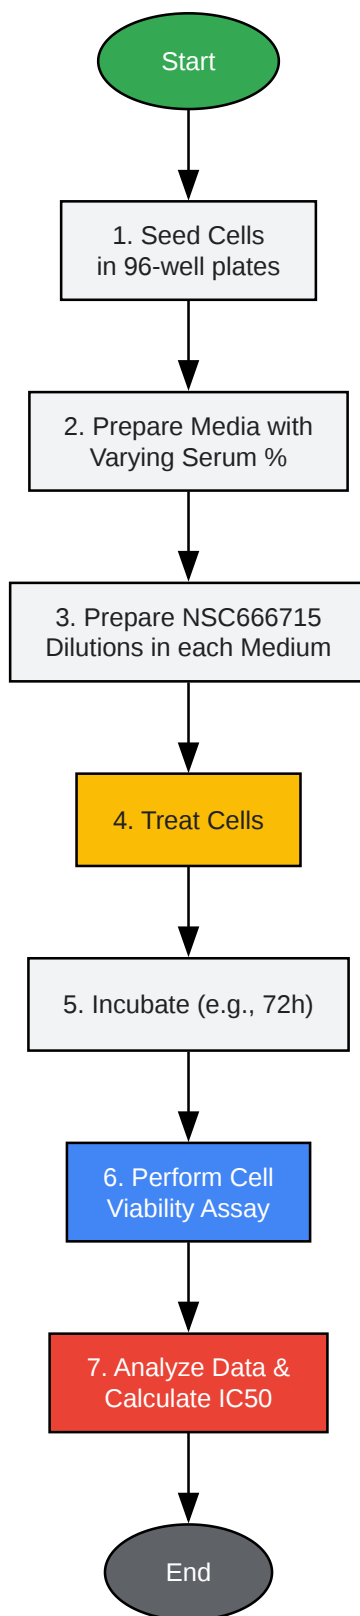 Start
1. Seed Cells
in 96-well plates
2. Prepare Media with
Varying Serum %
3. Prepare NSC666715
Dilutions in each Medium
4. Treat Cells
5. Incubate (e.g., 72h)
6. Perform Cell
Viability Assay
7. Analyze Data &
Calculate IC50
End